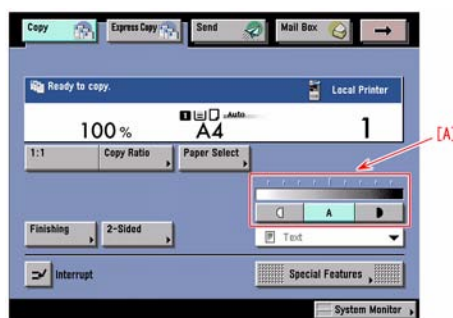 Copy Express Copy Send Mail Box
Ready to copy. Local Printer
100 % 1 Auto A4 1
[A]
1:1 Copy Ratio Paper Select
A
Finishing 2-Sided Text
Interrupt Special Features
System Monitor